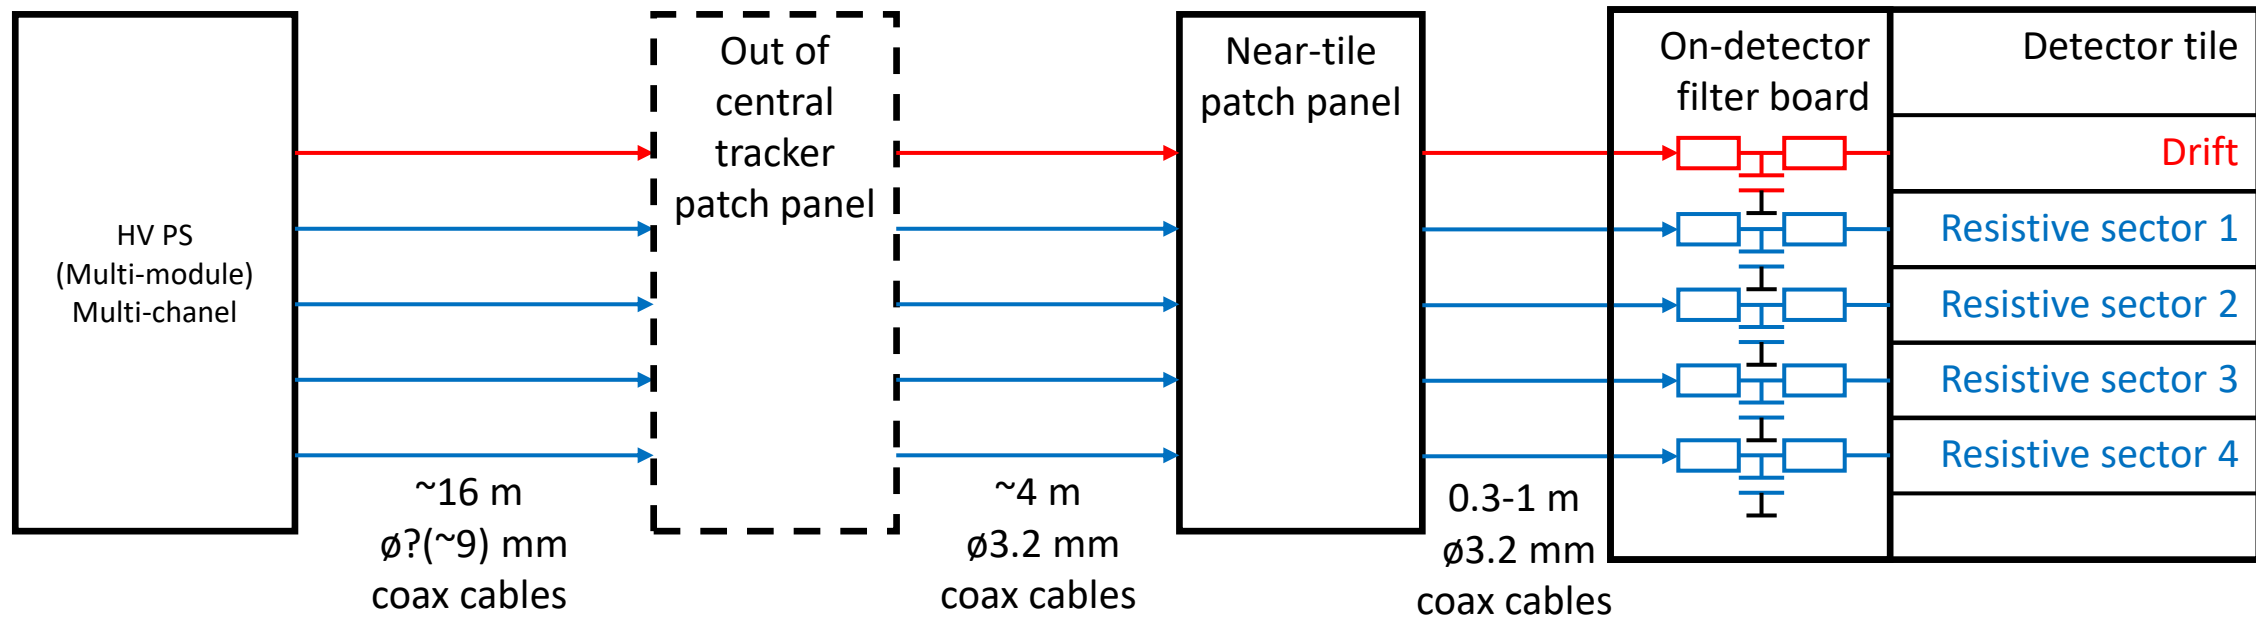 HV PS
(Multi-module)
Multi-chanel
~16 m
ø?(~9) mm
coax cables
Out of
central
tracker
patch panel
~4 m
ø3.2 mm
coax cables
Near-tile
patch panel
0.3-1 m
ø3.2 mm
coax cables
On-detector
filter board
Detector tile
Drift
Resistive sector 1
Resistive sector 2
Resistive sector 3
Resistive sector 4